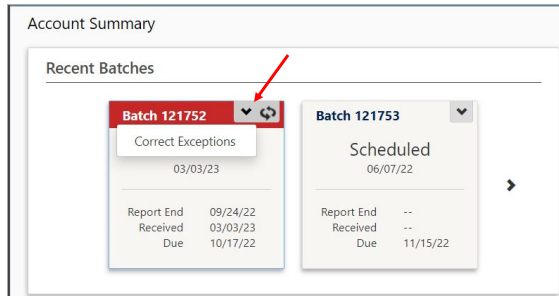 Account Summary
Recent Batches
Batch 121752
Correct Exceptions
03/03/23
Report End 09/24/22
Received 03/03/23
Due 10/17/22
Batch 121753
Scheduled
06/07/22
Report End --
Received --
Due 11/15/22